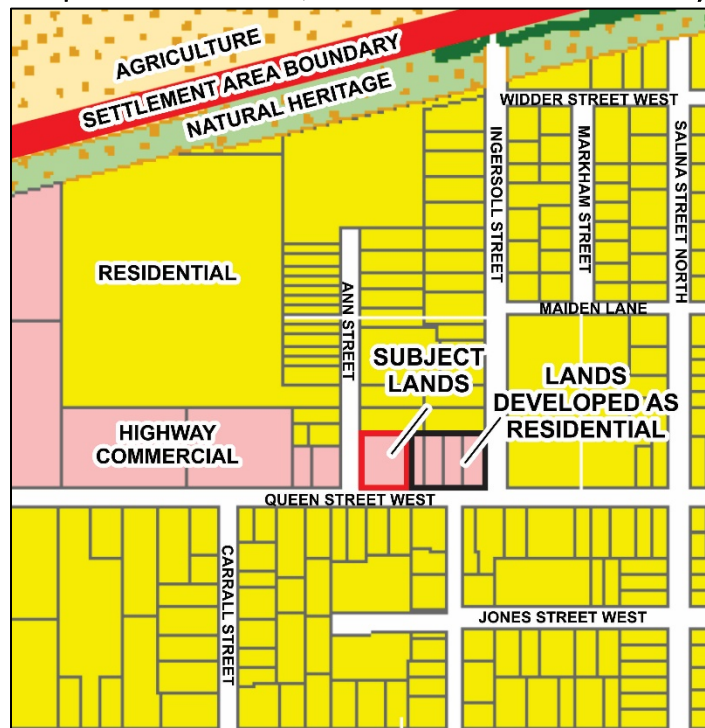 AGRICULTURE
SETTLEMENT AREA BOUNDARY
NATURAL HERITAGE
WIDDER STREET WEST
INGERSOLL STREET
MARKHAM STREET
SALINA STREET NORTH
RESIDENTIAL
ANN STREET
MAIDEN LANE
SUBJECT
LANDS
LANDS
DEVELOPED AS
RESIDENTIAL
HIGHWAY
COMMERCIAL
QUEEN STREET WEST
CARRALL STREET
JONES STREET WEST